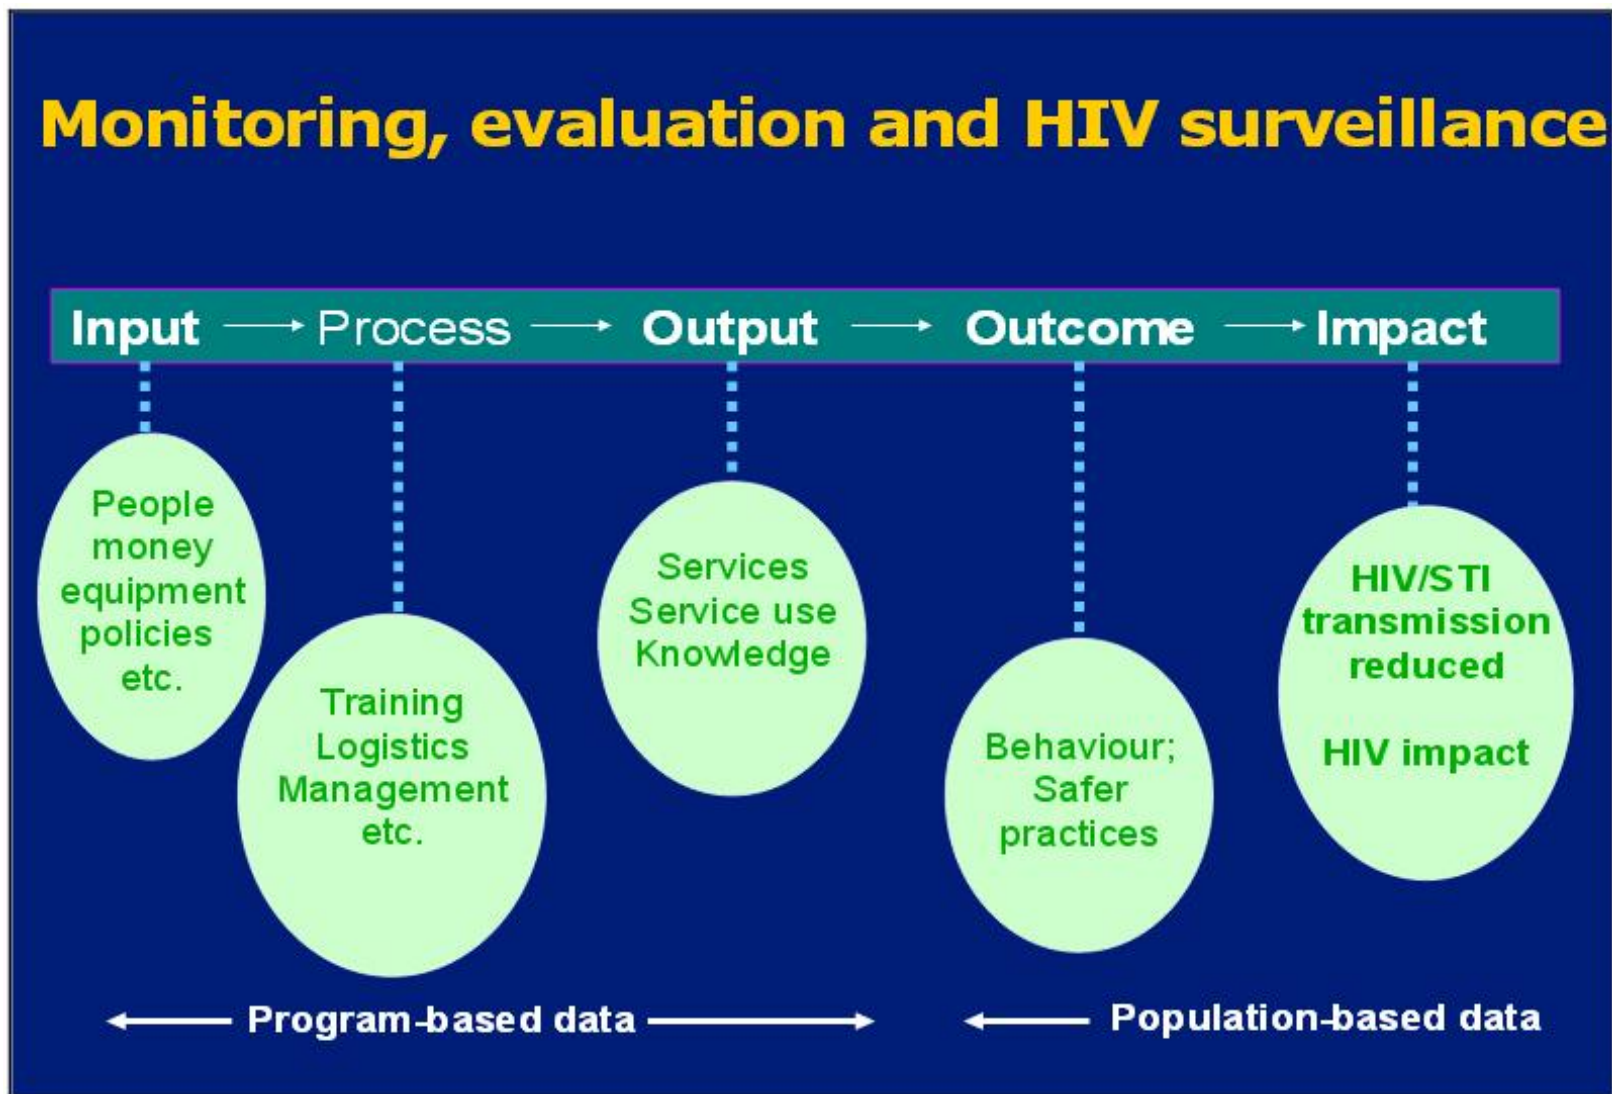 Monitoring, evaluation and HIV surveillance
Input Process Output Outcome Impact
People
money
equipment
policies
etc.
Training
Logistics
Management
etc.
Services
Service use
Knowledge
Behaviour;
Safer
practices
HIV/STI
transmission
reduced
HIV impact
Program-based data
Population-based data